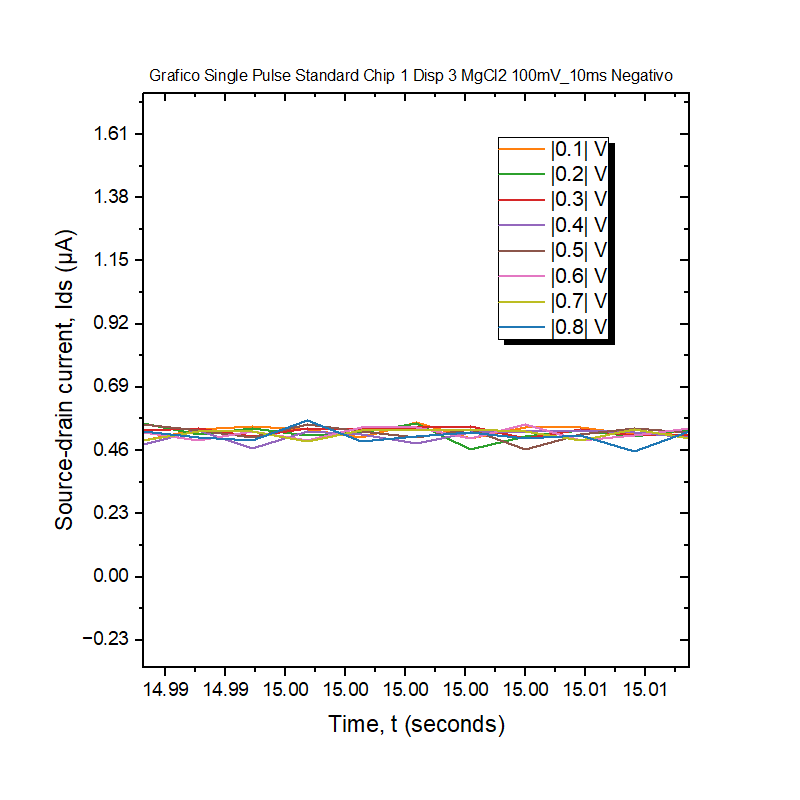 Grafico Single Pulse Standard Chip 1 Disp 3 MgCl2 100mV_10ms Negativo
1.61
1.38
1.15
0.92
0.69
0.46
0.23
0.00
−0.23
Source-drain current, Ids (µA)
|0.1| V
|0.2| V
|0.3| V
|0.4| V
|0.5| V
|0.6| V
|0.7| V
|0.8| V
14.99 14.99 15.00 15.00 15.00 15.00 15.00 15.01 15.01
Time, t (seconds)